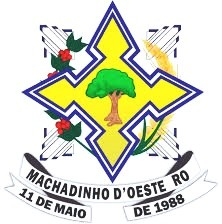 MACHADINHO D'OESTE RO
11 DE MAIO DE 1988